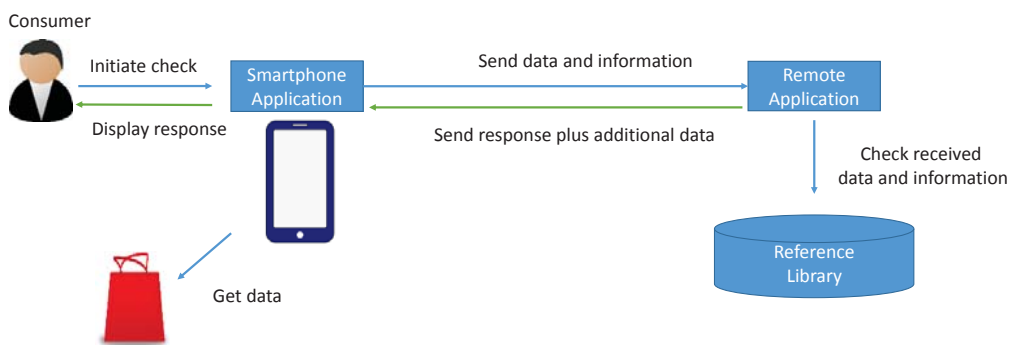 Consumer
Initiate check
Display response
Smartphone
Application
Send data and information
Send response plus additional data
Remote
Application
Check received
data and information
Reference
Library
Get data